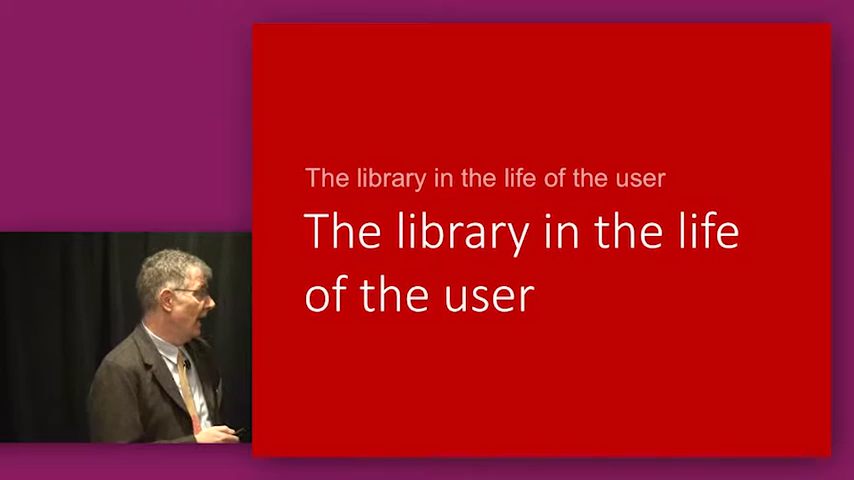 The library in the life of the user
The library in the life
of the user